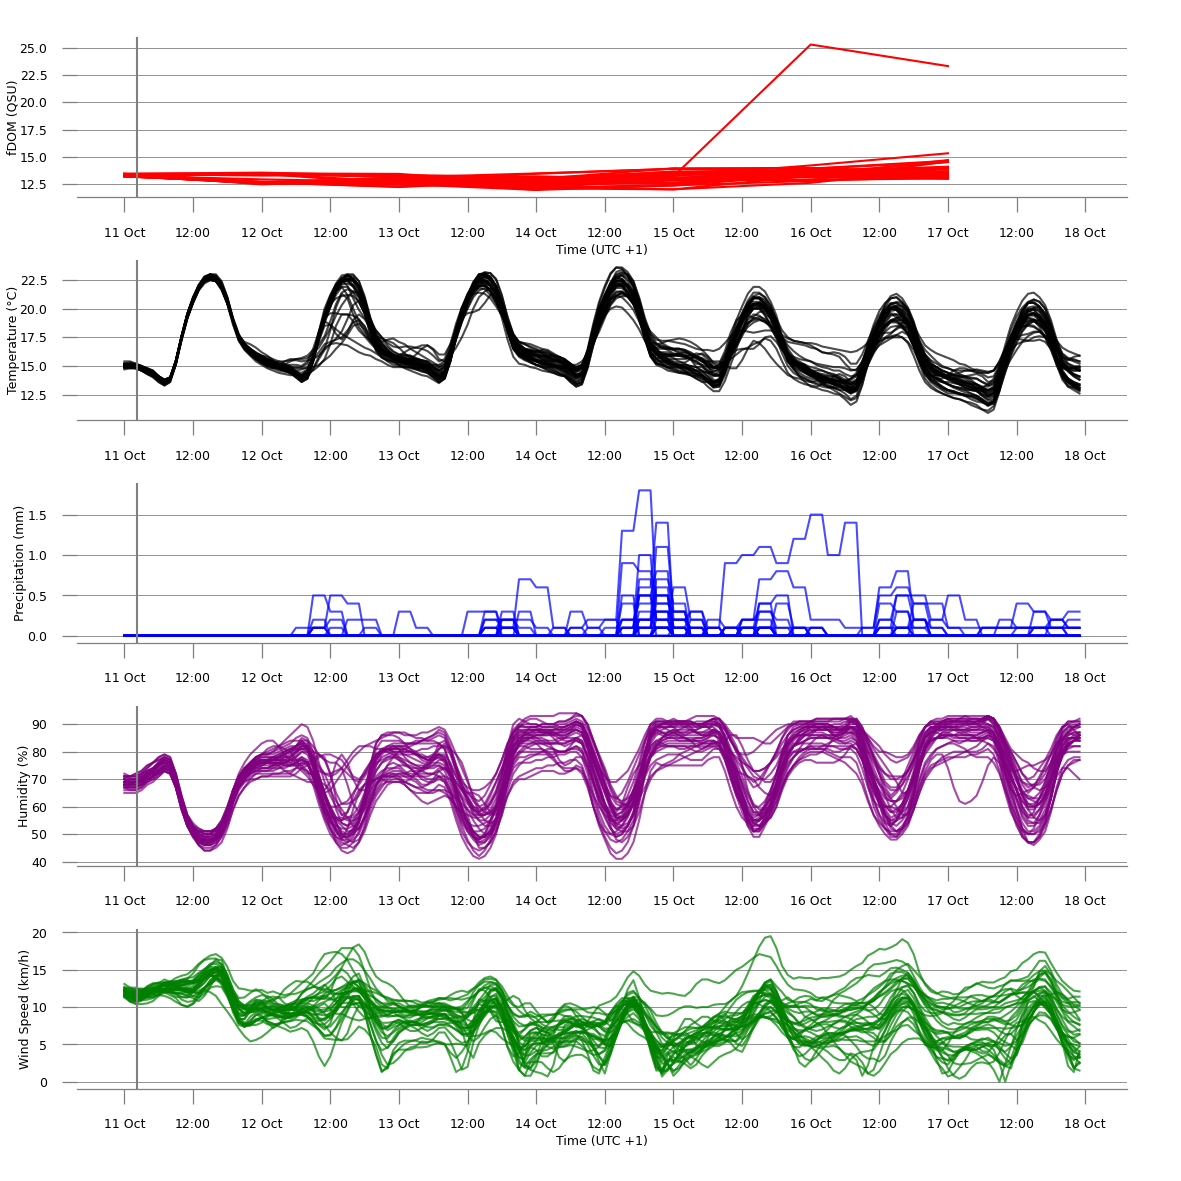 fDOM (QSU)
25.0
22.5
20.0
17.5
15.0
12.5
11 Oct 12:00 12 Oct 12:00 13 Oct 12:00 14 Oct 12:00 15 Oct 12:00 16 Oct 12:00 17 Oct 12:00 18 Oct
Time (UTC +1)
Temperature (°C)
22.5
20.0
17.5
15.0
12.5
11 Oct 12:00 12 Oct 12:00 13 Oct 12:00 14 Oct 12:00 15 Oct 12:00 16 Oct 12:00 17 Oct 12:00 18 Oct
Precipitation (mm)
1.5
1.0
0.5
0.0
11 Oct 12:00 12 Oct 12:00 13 Oct 12:00 14 Oct 12:00 15 Oct 12:00 16 Oct 12:00 17 Oct 12:00 18 Oct
Humidity (%)
90
80
70
60
50
40
11 Oct 12:00 12 Oct 12:00 13 Oct 12:00 14 Oct 12:00 15 Oct 12:00 16 Oct 12:00 17 Oct 12:00 18 Oct
Wind Speed (km/h)
20
15
10
5
0
11 Oct 12:00 12 Oct 12:00 13 Oct 12:00 14 Oct 12:00 15 Oct 12:00 16 Oct 12:00 17 Oct 12:00 18 Oct
Time (UTC +1)